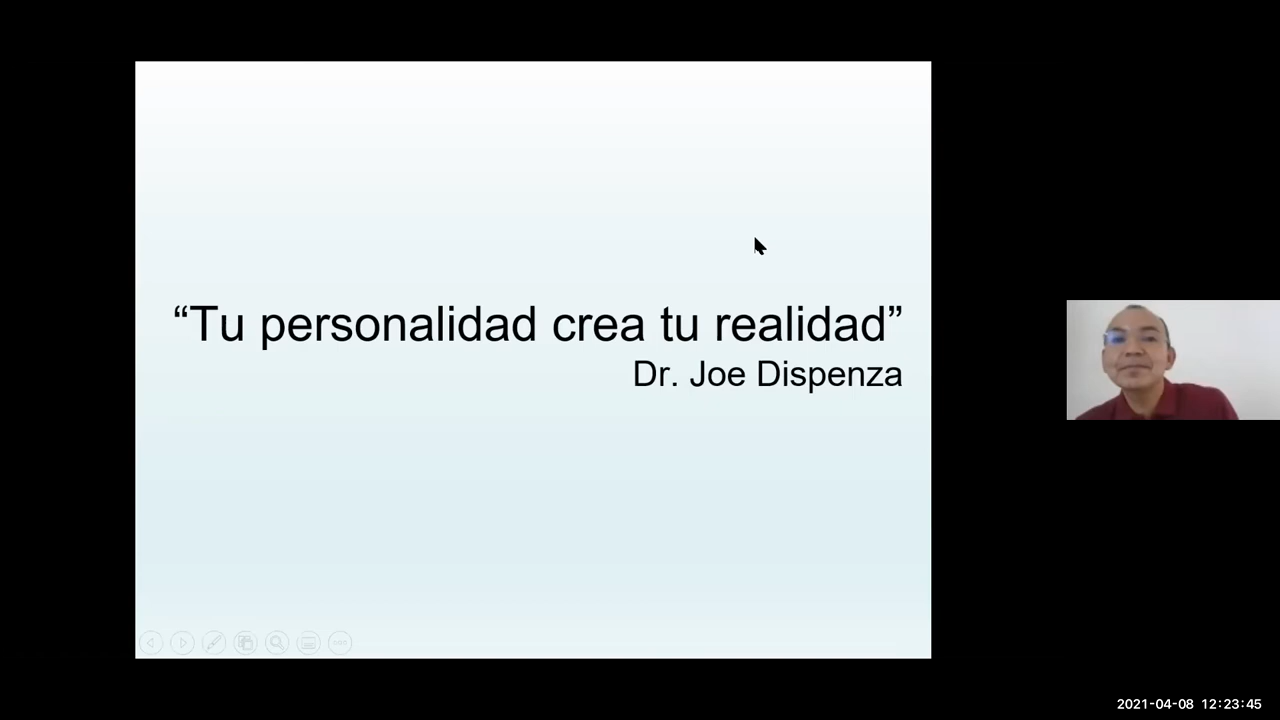 “Tu personalidad crea tu realidad”
Dr. Joe Dispenza
2021-04-08 12:23:45